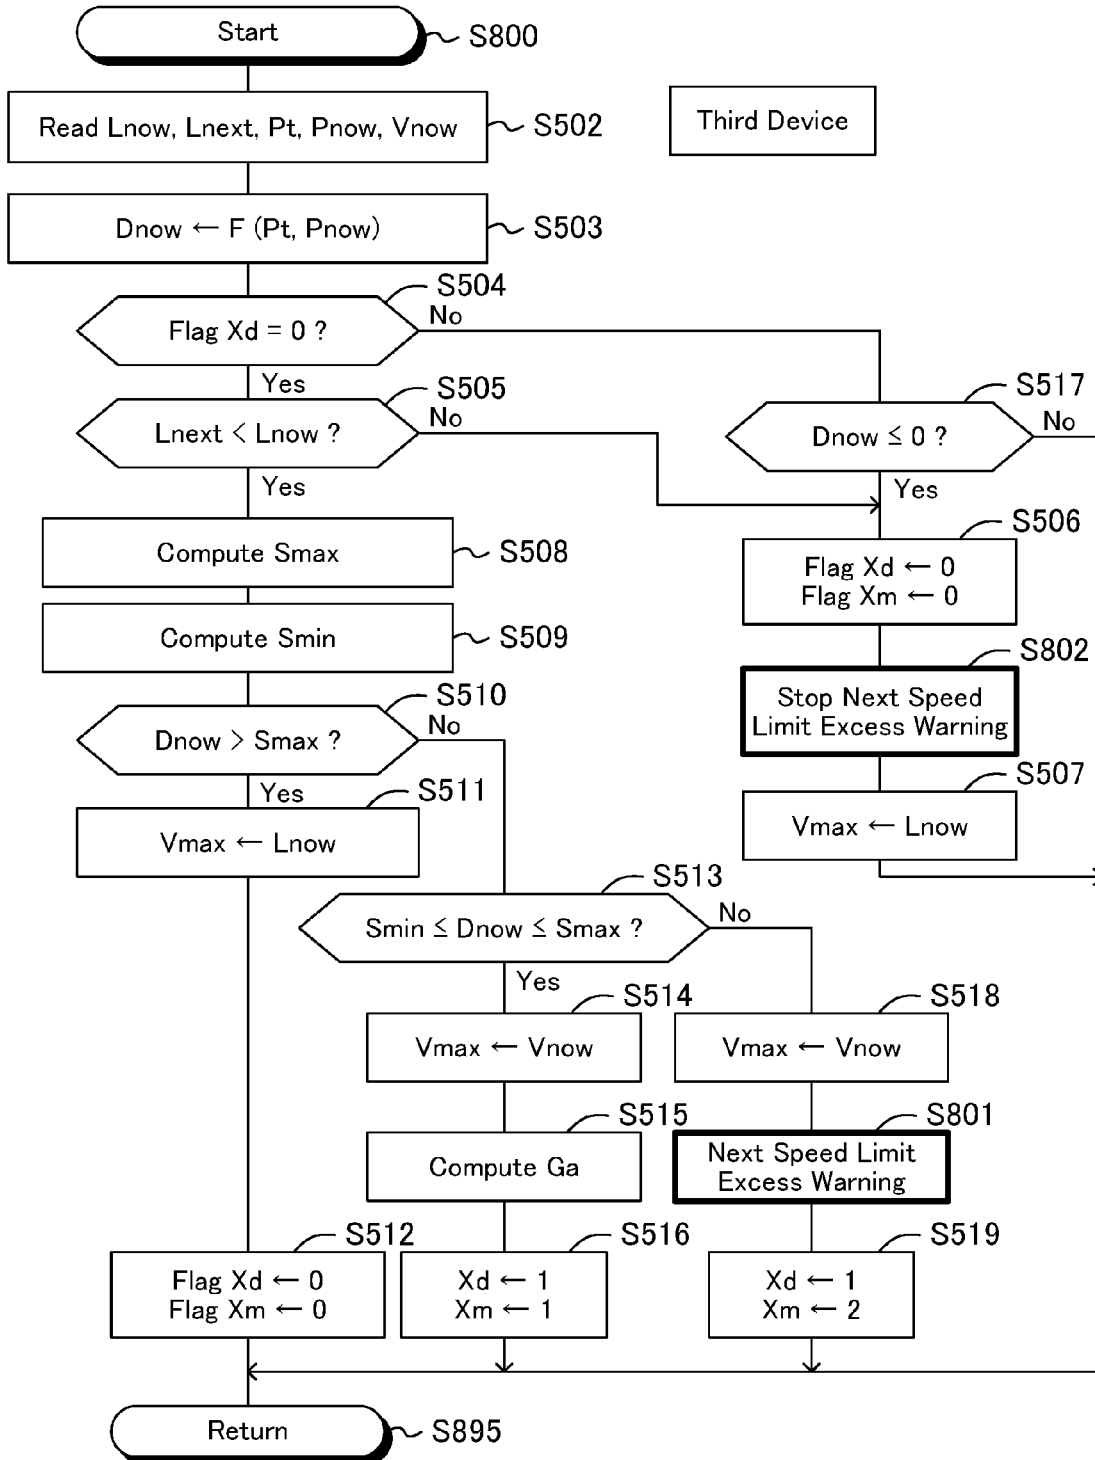 Start
S800
Read Lnow, Lnext, Pt, Pnow, Vnow
S502
Third Device
Dnow ← F (Pt, Pnow)
S503
S504
Flag Xd = 0 ?
No
Yes
S505
Lnext < Lnow ?
No
Yes
S517
Dnow ≤ 0 ?
No
Yes
Compute Smax
S508
S506
Flag Xd ← 0
Flag Xm ← 0
Compute Smin
S509
S802
Stop Next Speed
Limit Excess Warning
S510
Dnow > Smax ?
No
Yes
S511
Vmax ← Lnow
S507
Vmax ← Lnow
S513
Smin ≤ Dnow ≤ Smax ?
No
Yes
S514
Vmax ← Vnow
S518
Vmax ← Vnow
S515
Compute Ga
S801
Next Speed Limit
Excess Warning
S512
Flag Xd ← 0
Flag Xm ← 0
S516
Xd ← 1
Xm ← 1
S519
Xd ← 1
Xm ← 2
Return
S895